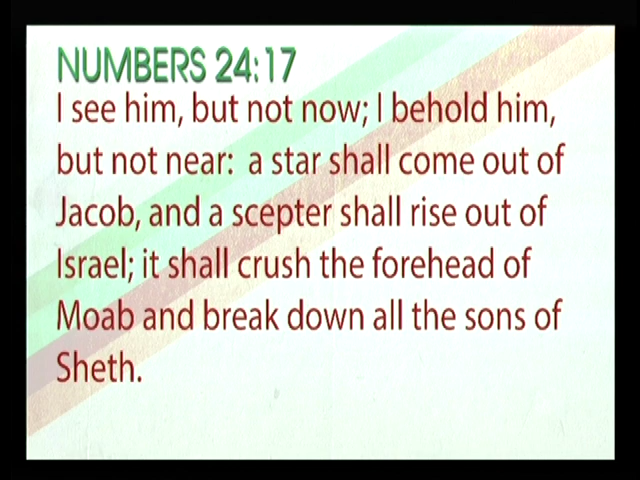 NUMBERS 24:17
I see him, but not now; I behold him,
but not near:  a star shall come out of
Jacob, and a scepter shall rise out of
Israel; it shall crush the forehead of
Moab and break down all the sons of
Sheth.